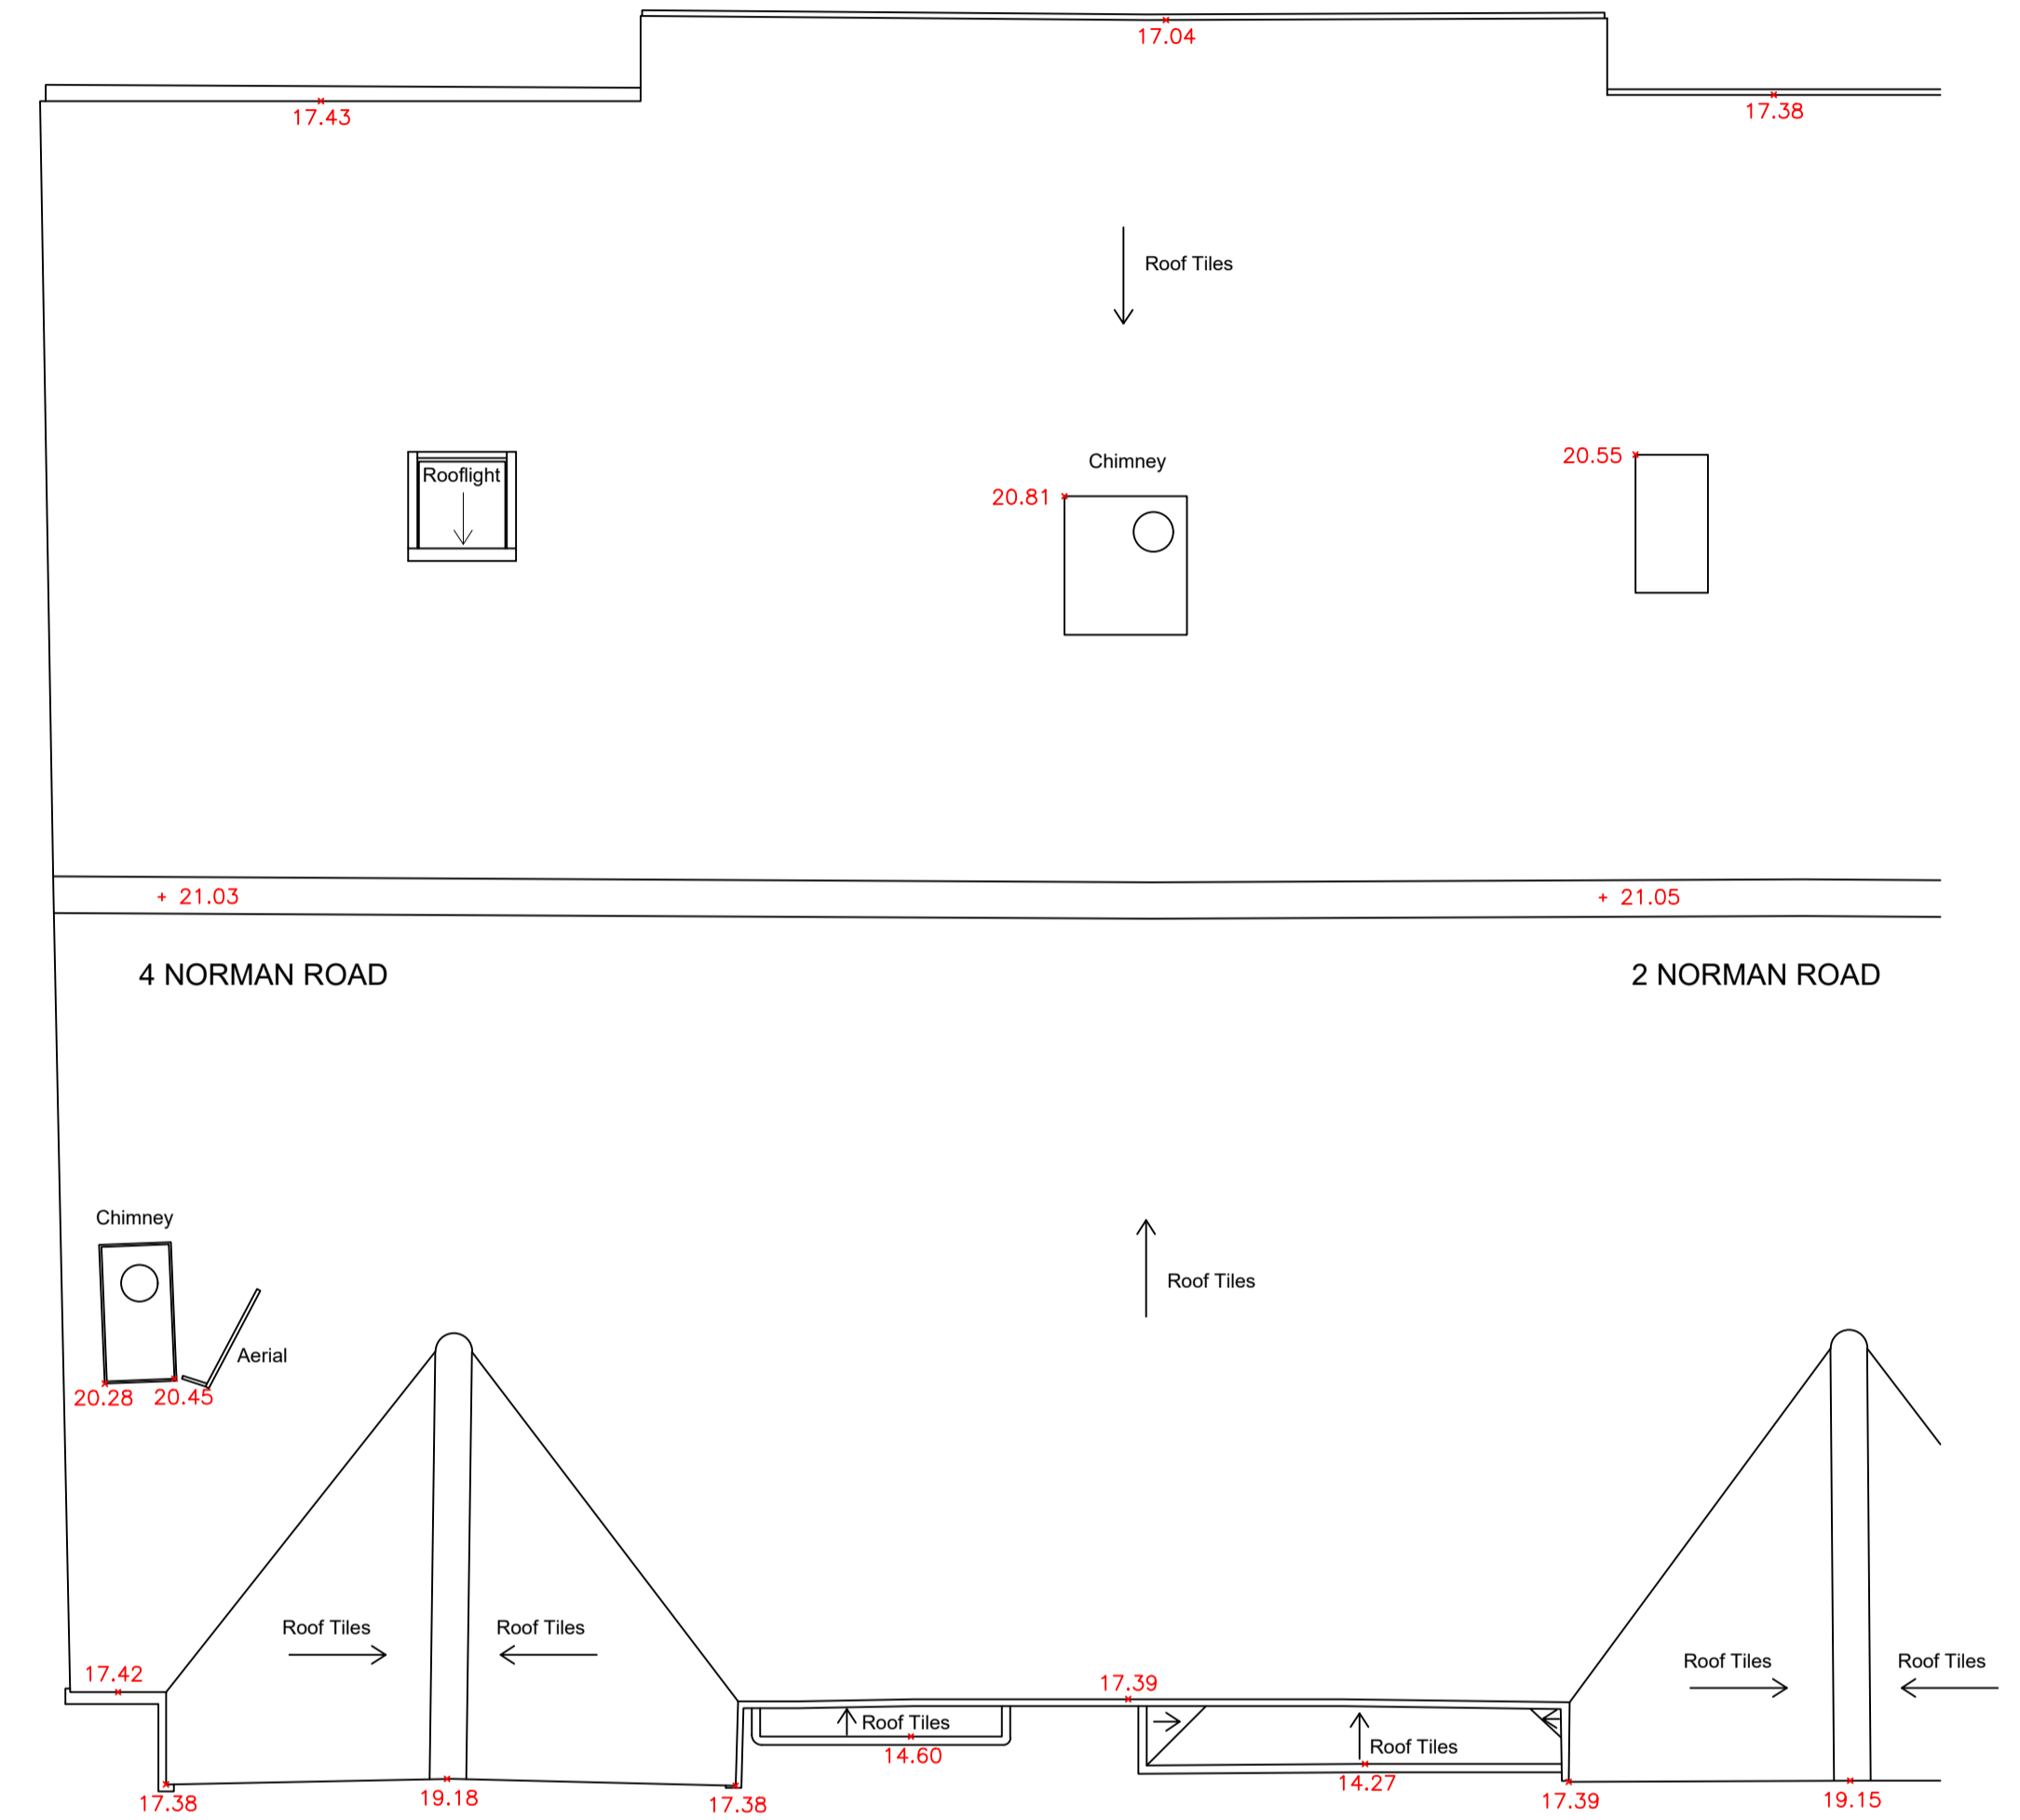 17.04
17.43
17.38
Roof Tiles
Chimney
20.55
Rooflight
20.81
+ 21.03
+ 21.05
4 NORMAN ROAD
2 NORMAN ROAD
Chimney
Roof Tiles
Aerial
20.28
20.45
Roof Tiles
Roof Tiles
Roof Tiles
Roof Tiles
17.42
17.39
Roof Tiles
Roof Tiles
14.60
14.27
17.38
19.18
17.38
17.39
19.15